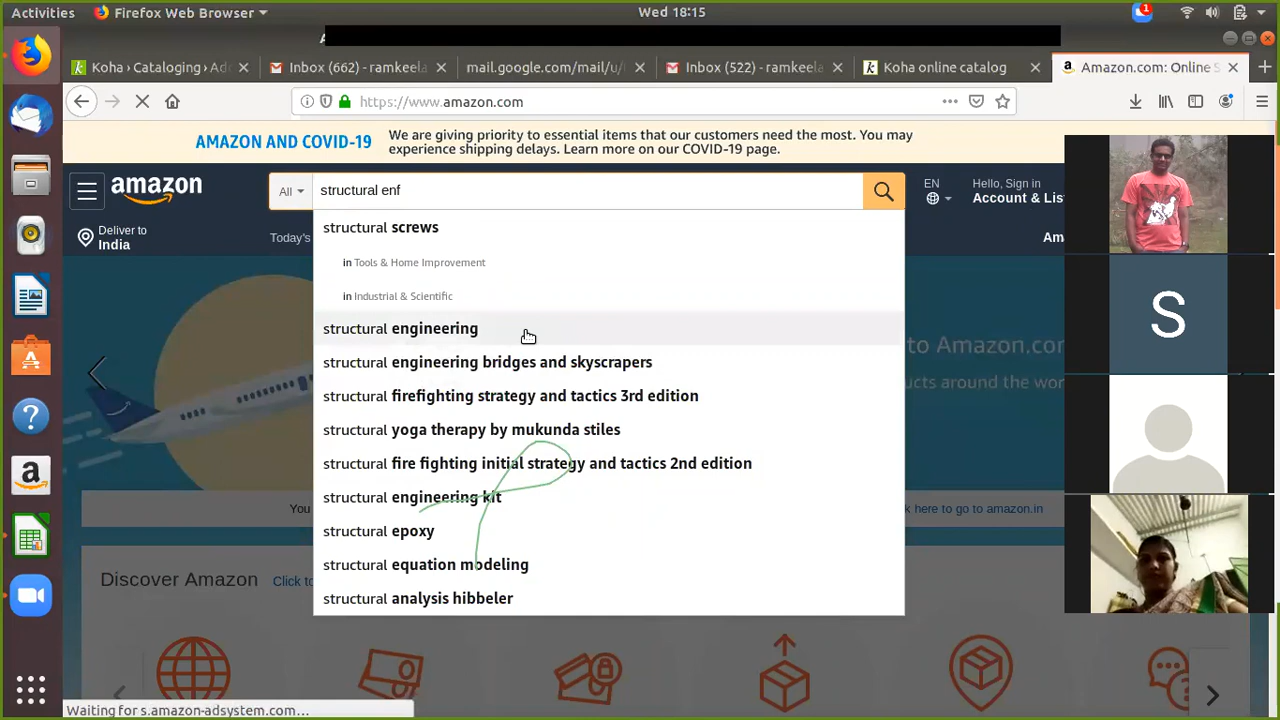 Activities Firefox Web Browser Wed 18:15 1
Koha › Cataloging › Ad Inbox (662) - ramkeela mail.google.com/mail/u/ Inbox (522) - ramkeela Koha online catalog Amazon.com: Online S
https://www.amazon.com
AMAZON AND COVID-19 We are giving priority to essential items that our customers need the most. You may
experience shipping delays. Learn more on our COVID-19 page.
amazon All structural enf EN Hello, Sign in
Account & Lis
Deliver to
India Today's Am
structural screws
in Tools & Home Improvement
in Industrial & Scientific
structural engineering
structural engineering bridges and skyscrapers
structural firefighting strategy and tactics 3rd edition
structural yoga therapy by mukunda stiles
structural fire fighting initial strategy and tactics 2nd edition
structural engineering kit
structural epoxy
structural equation modeling
structural analysis hibbeler
to Amazon.com
ucts around the wor
You ck here to go to amazon.in
Discover Amazon Click to
S
Waiting for s.amazon-adsystem.com...